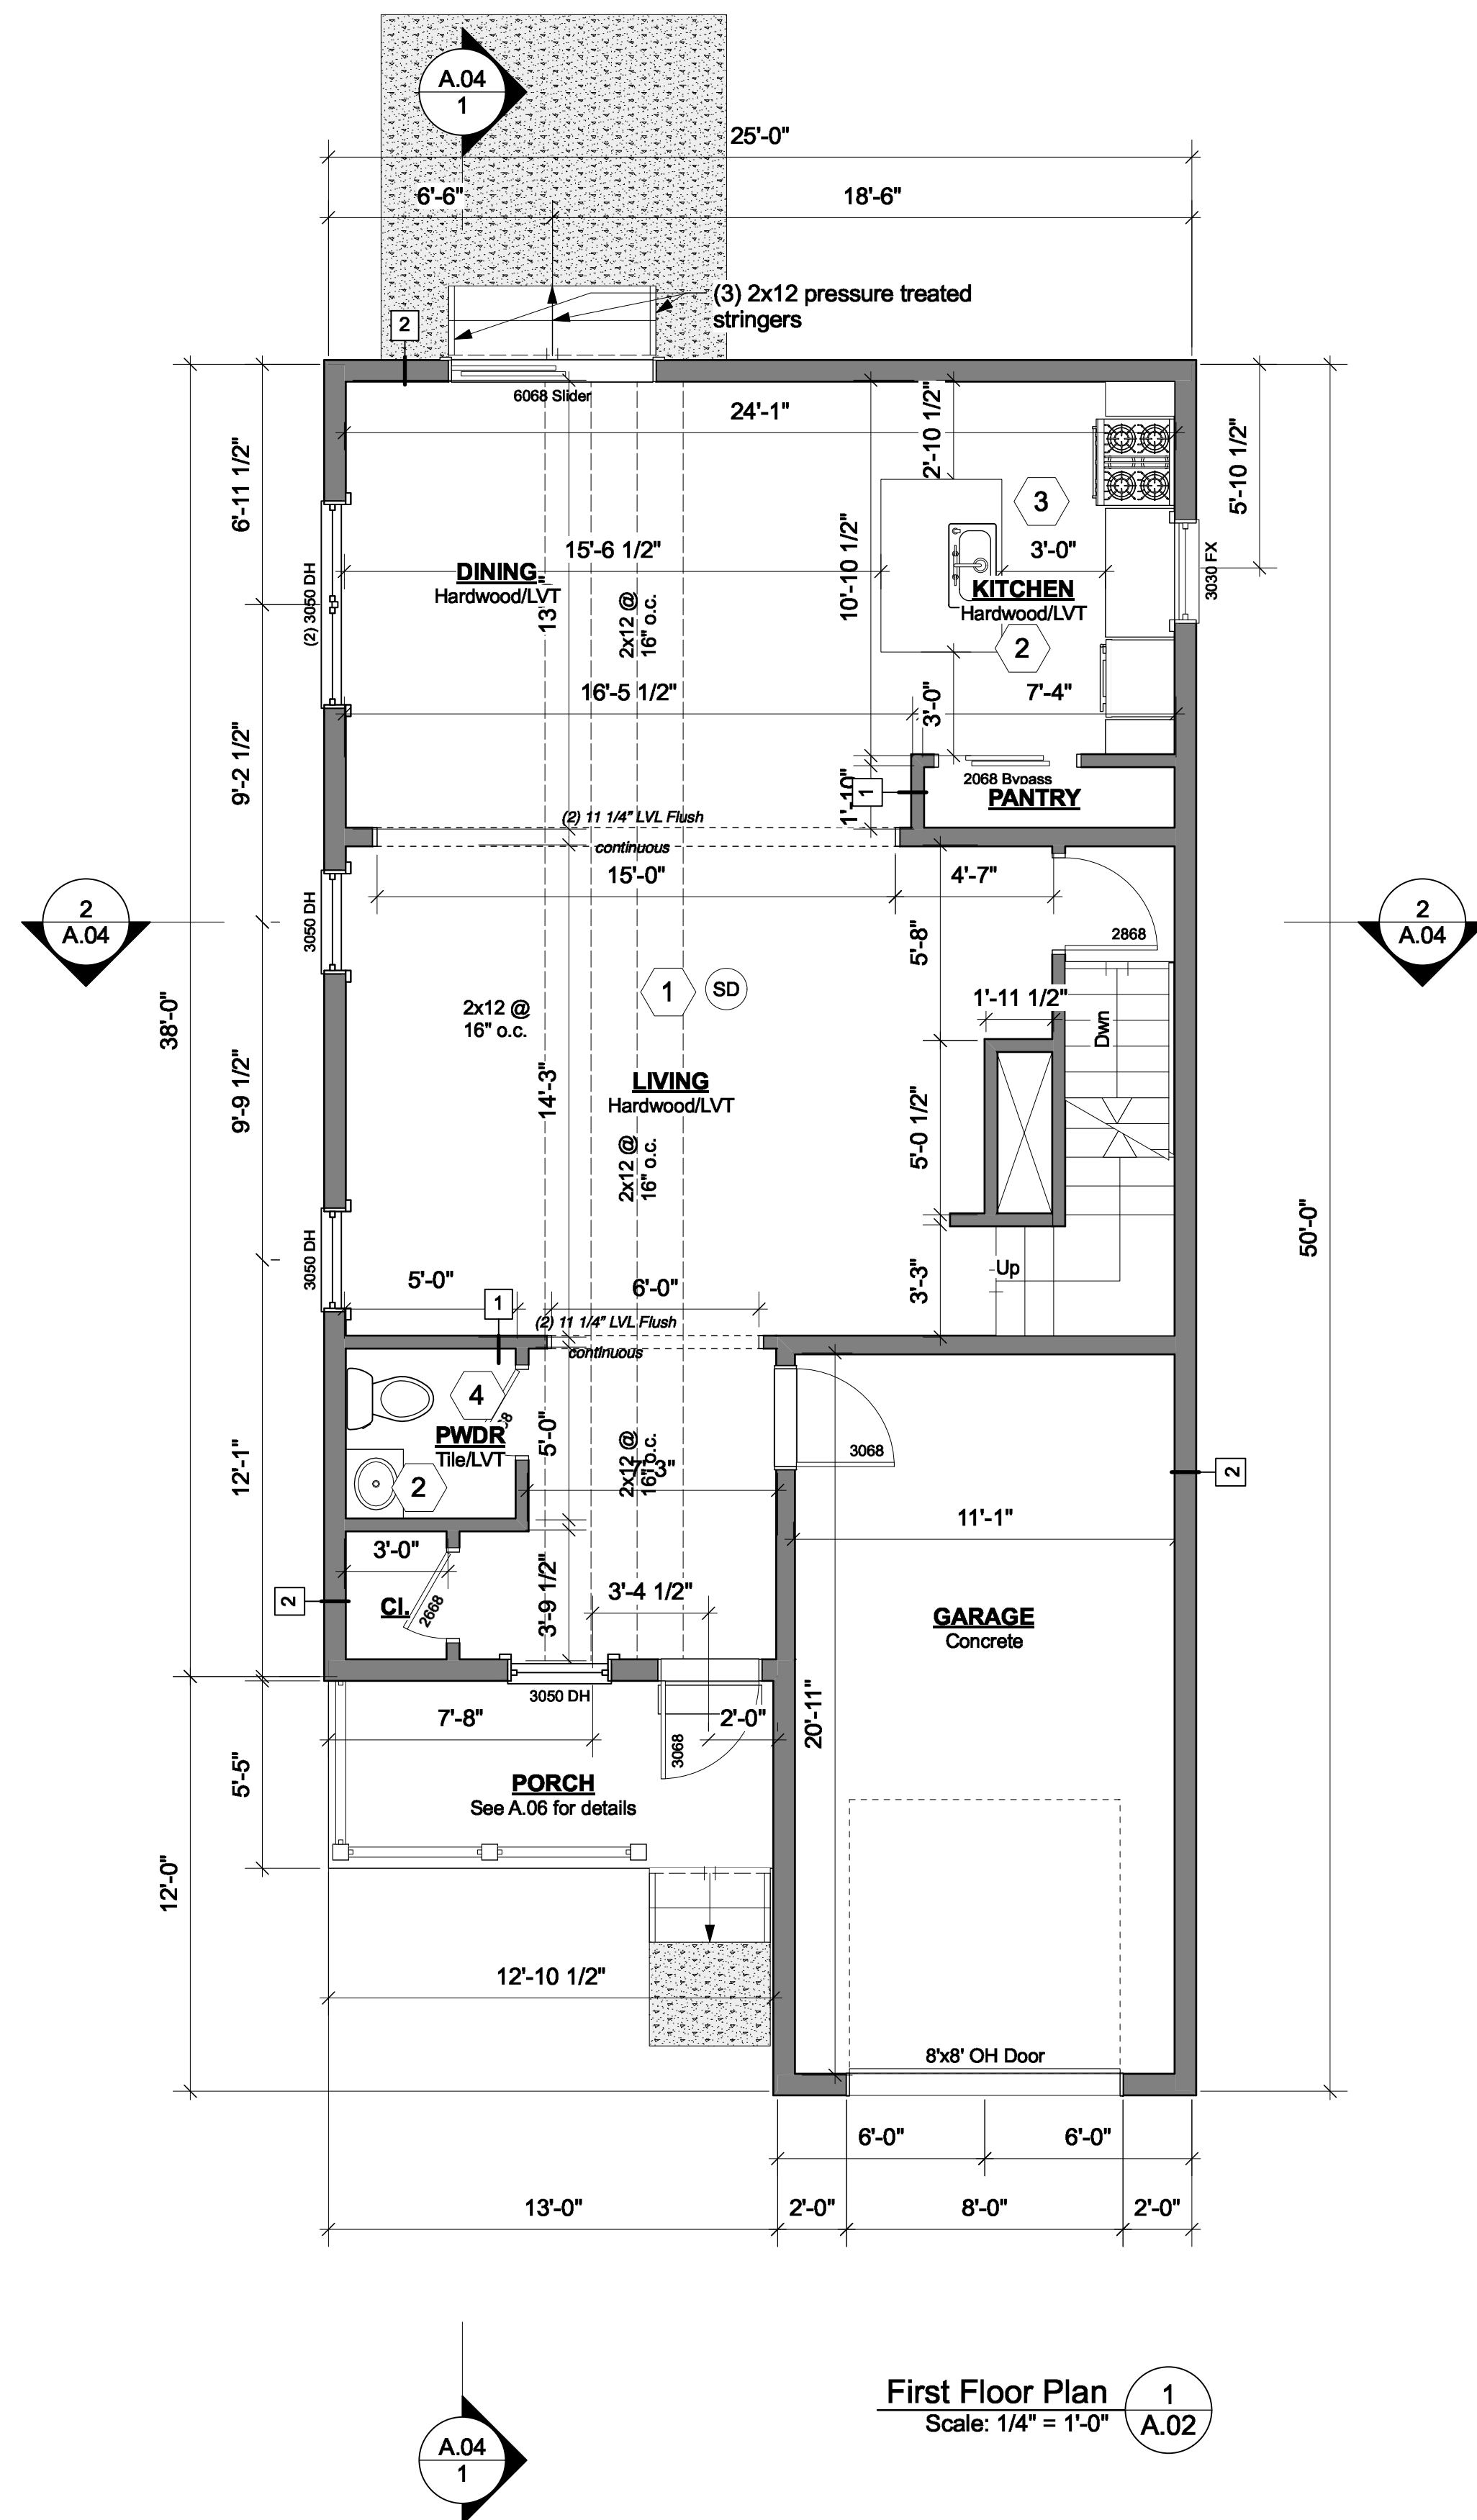 A.04
1
25'-0"
6'-6"
18'-6"
(3) 2x12 pressure treated
stringers
2
6068 Slider
24'-1"
2'-10 1/2"
6'-11 1/2"
5'-10 1/2"
3
15'-6 1/2"
10'-10 1/2"
3'-0"
3030 FX
(2) 3050 DH
DINING
Hardwood/LVT
13'
2x12 @
16" o.c.
KITCHEN
Hardwood/LVT
2
16'-5 1/2"
7'-4"
3'-0"
9'-2 1/2"
2068 Bypass
1'-10"
1
PANTRY
(2) 11 1/4" LVL Flush
continuous
15'-0"
4'-7"
2
A.04
3050 DH
5'-8"
2868
2
A.04
1
SD
2x12 @
16" o.c.
1'-11 1/2"
38'-0"
Dwn
9'-9 1/2"
14'-3"
LIVING
Hardwood/LVT
2x12 @
16" o.c.
5'-0 1/2"
50'-0"
3050 DH
5'-0"
1
6'-0"
3'-3"
Up
(2) 11 1/4" LVL Flush
continuous
4
PWDR
Tile/LVT
2
5'-0"
2x12 @
16" o.c.
7'-3"
3068
12'-1"
2
11'-1"
3'-0"
2
Cl.
2668
3'-9 1/2"
3'-4 1/2"
GARAGE
Concrete
3050 DH
7'-8"
2'-0"
3068
20'-11"
5'-5"
PORCH
See A.06 for details
12'-0"
12'-10 1/2"
8'x8' OH Door
6'-0"
6'-0"
13'-0"
2'-0"
8'-0"
2'-0"
First Floor Plan
Scale: 1/4" = 1'-0"
1
A.02
A.04
1